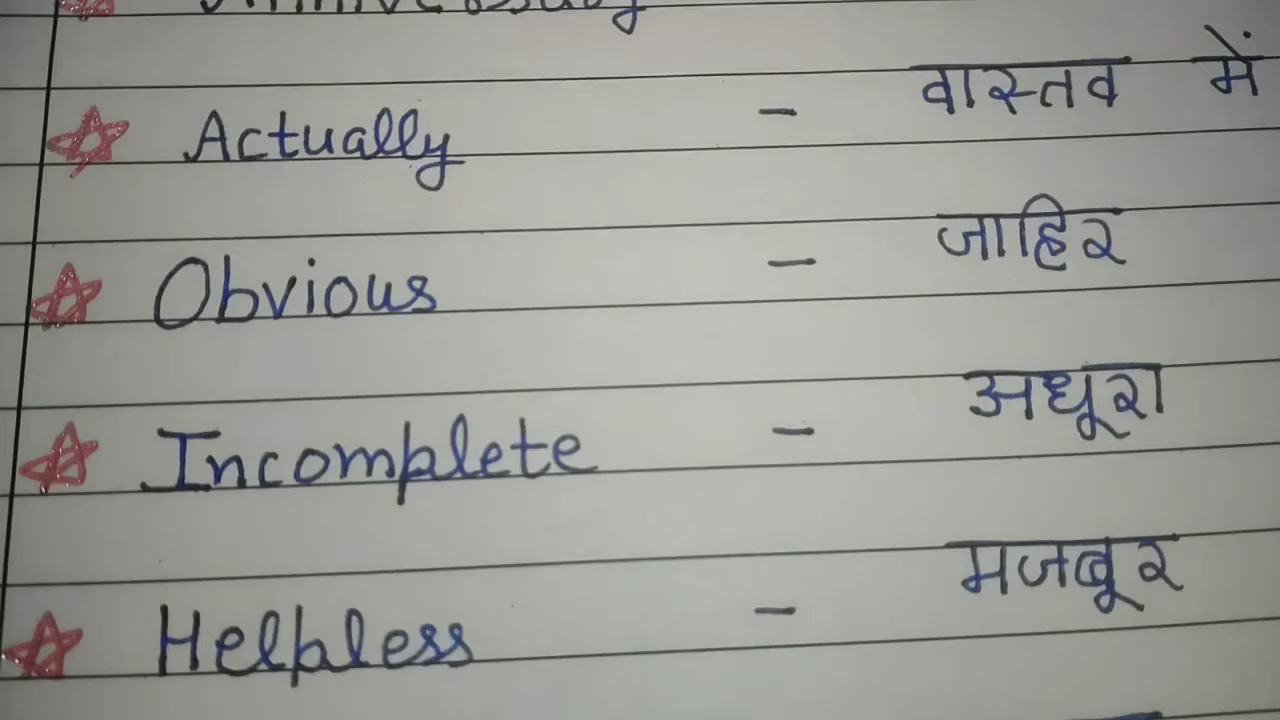 Actually - वास्तव में
Obvious - जाहिर
Incomplete - अधूरा
Helpless - मजबूर